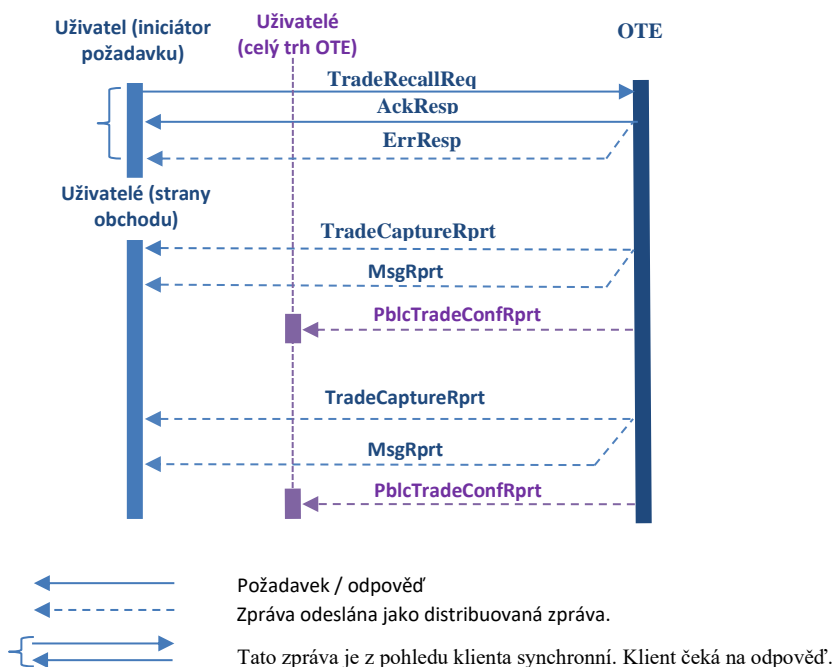 Uživatel (iniciátor
požadavku)
Uživatelé
(celý trh OTE)
OTE
TradeRecallReq
AckResp
ErrResp
Uživatelé (strany
obchodu)
TradeCaptureRprt
MsgRprt
PblcTradeConfRprt
TradeCaptureRprt
MsgRprt
PblcTradeConfRprt
Požadavek / odpověď
Zpráva odeslána jako distribuovaná zpráva.
Tato zpráva je z pohledu klienta synchronní. Klient čeká na odpověď.